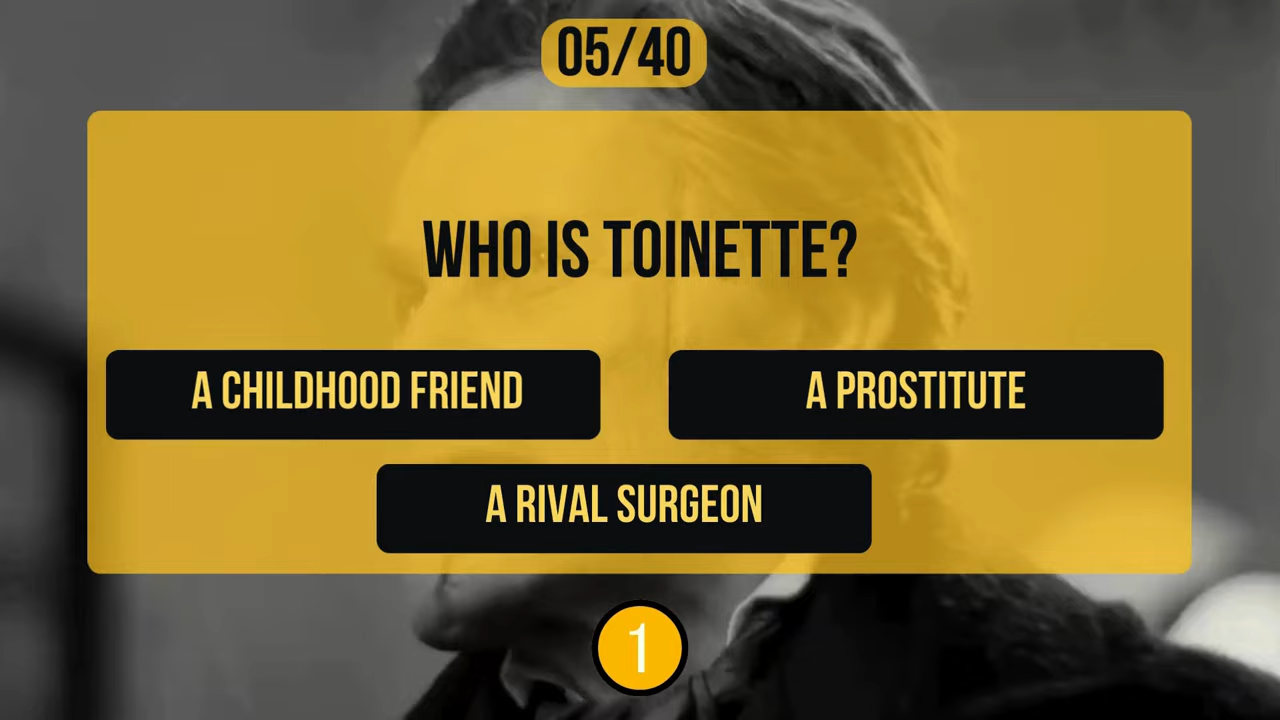 05/40
WHO IS TOINETTE?
A CHILDHOOD FRIEND
A PROSTITUTE
A RIVAL SURGEON
1